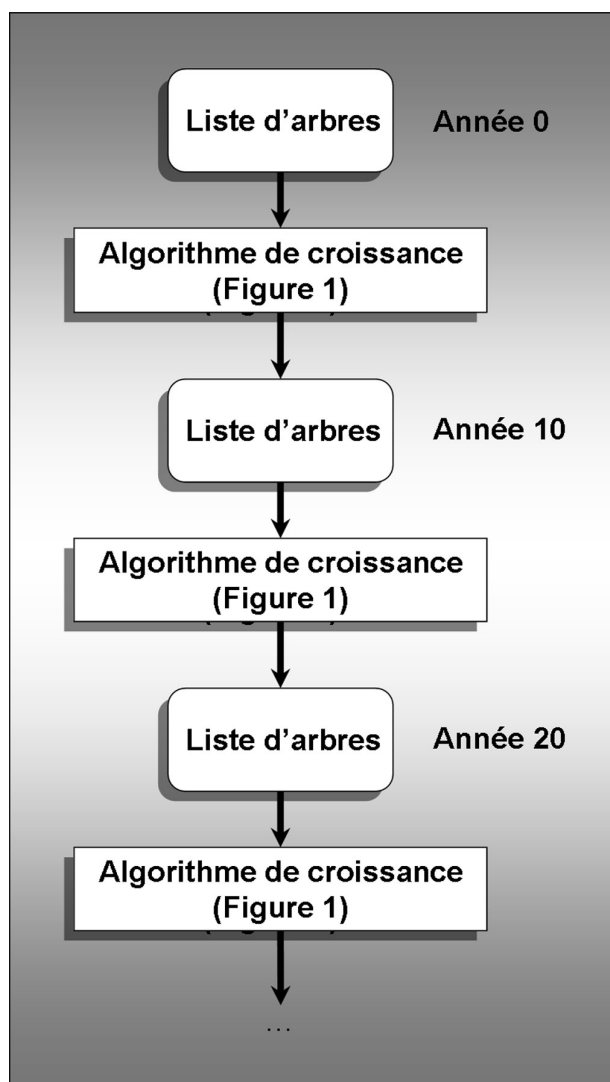 Liste d'arbres Année 0
Algorithme de croissance
(Figure 1)
Liste d'arbres Année 10
Algorithme de croissance
(Figure 1)
Liste d'arbres Année 20
Algorithme de croissance
(Figure 1)
...